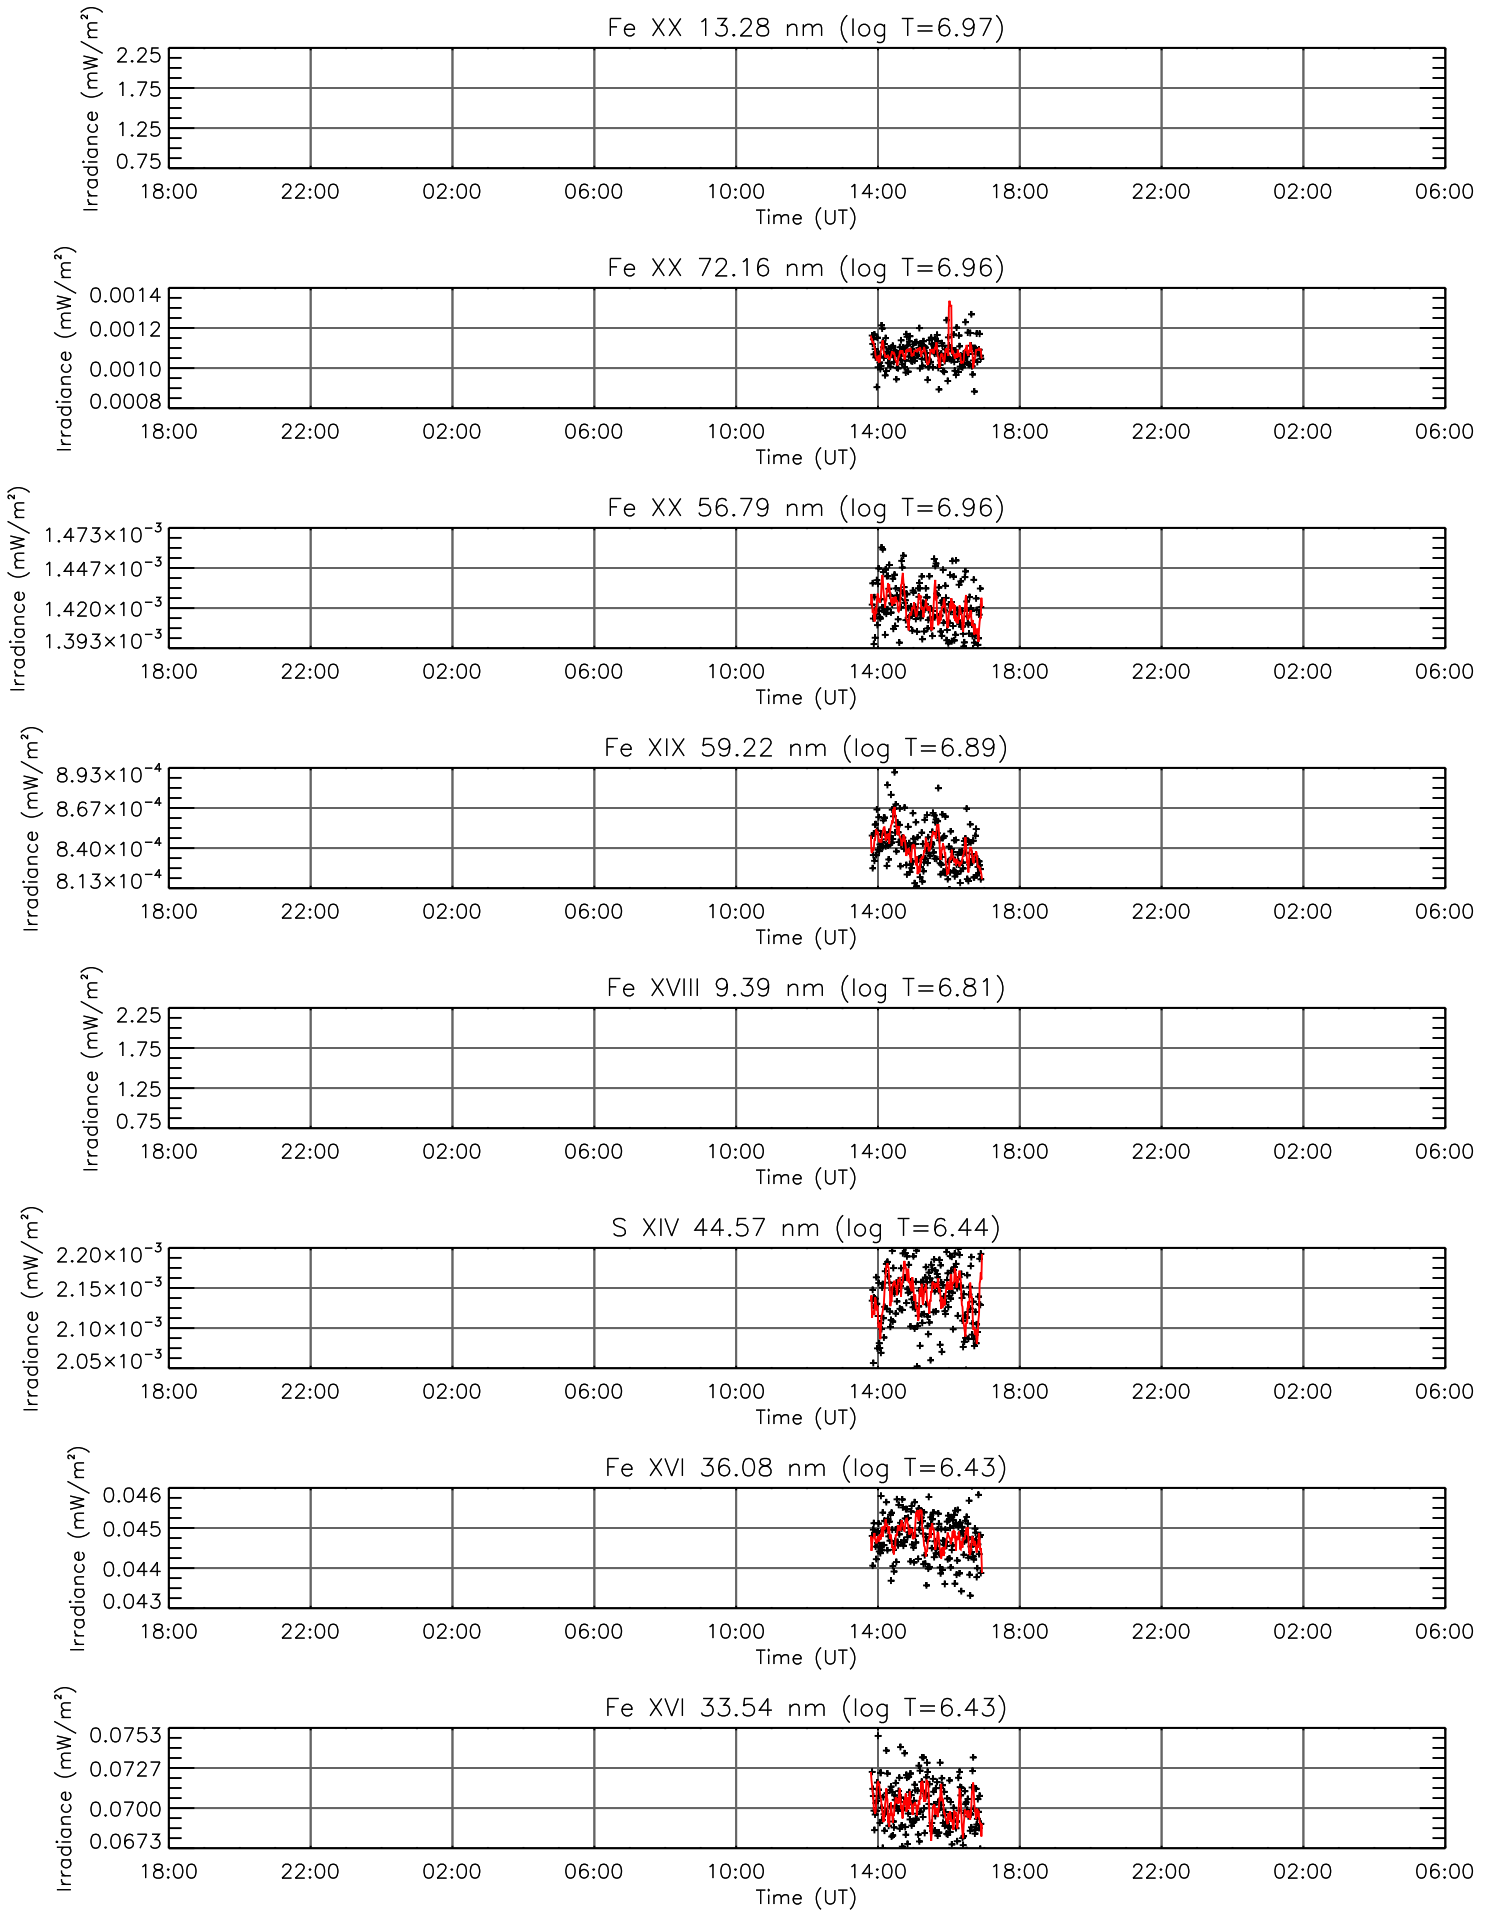 Fe XX 13.28 nm (log T=6.97)
Irradiance (mW/m²)
2.25
1.75
1.25
0.75
18:00 22:00 02:00 06:00 10:00 14:00 18:00 22:00 02:00 06:00
Time (UT)
Fe XX 72.16 nm (log T=6.96)
Irradiance (mW/m²)
0.0014
0.0012
0.0010
0.0008
18:00 22:00 02:00 06:00 10:00 14:00 18:00 22:00 02:00 06:00
Time (UT)
Fe XX 56.79 nm (log T=6.96)
Irradiance (mW/m²)
1.473×10⁻³
1.447×10⁻³
1.420×10⁻³
1.393×10⁻³
18:00 22:00 02:00 06:00 10:00 14:00 18:00 22:00 02:00 06:00
Time (UT)
Fe XIX 59.22 nm (log T=6.89)
Irradiance (mW/m²)
8.93×10⁻⁴
8.67×10⁻⁴
8.40×10⁻⁴
8.13×10⁻⁴
18:00 22:00 02:00 06:00 10:00 14:00 18:00 22:00 02:00 06:00
Time (UT)
Fe XVIII 9.39 nm (log T=6.81)
Irradiance (mW/m²)
2.25
1.75
1.25
0.75
18:00 22:00 02:00 06:00 10:00 14:00 18:00 22:00 02:00 06:00
Time (UT)
S XIV 44.57 nm (log T=6.44)
Irradiance (mW/m²)
2.20×10⁻³
2.15×10⁻³
2.10×10⁻³
2.05×10⁻³
18:00 22:00 02:00 06:00 10:00 14:00 18:00 22:00 02:00 06:00
Time (UT)
Fe XVI 36.08 nm (log T=6.43)
Irradiance (mW/m²)
0.046
0.045
0.044
0.043
18:00 22:00 02:00 06:00 10:00 14:00 18:00 22:00 02:00 06:00
Time (UT)
Fe XVI 33.54 nm (log T=6.43)
Irradiance (mW/m²)
0.0753
0.0727
0.0700
0.0673
18:00 22:00 02:00 06:00 10:00 14:00 18:00 22:00 02:00 06:00
Time (UT)